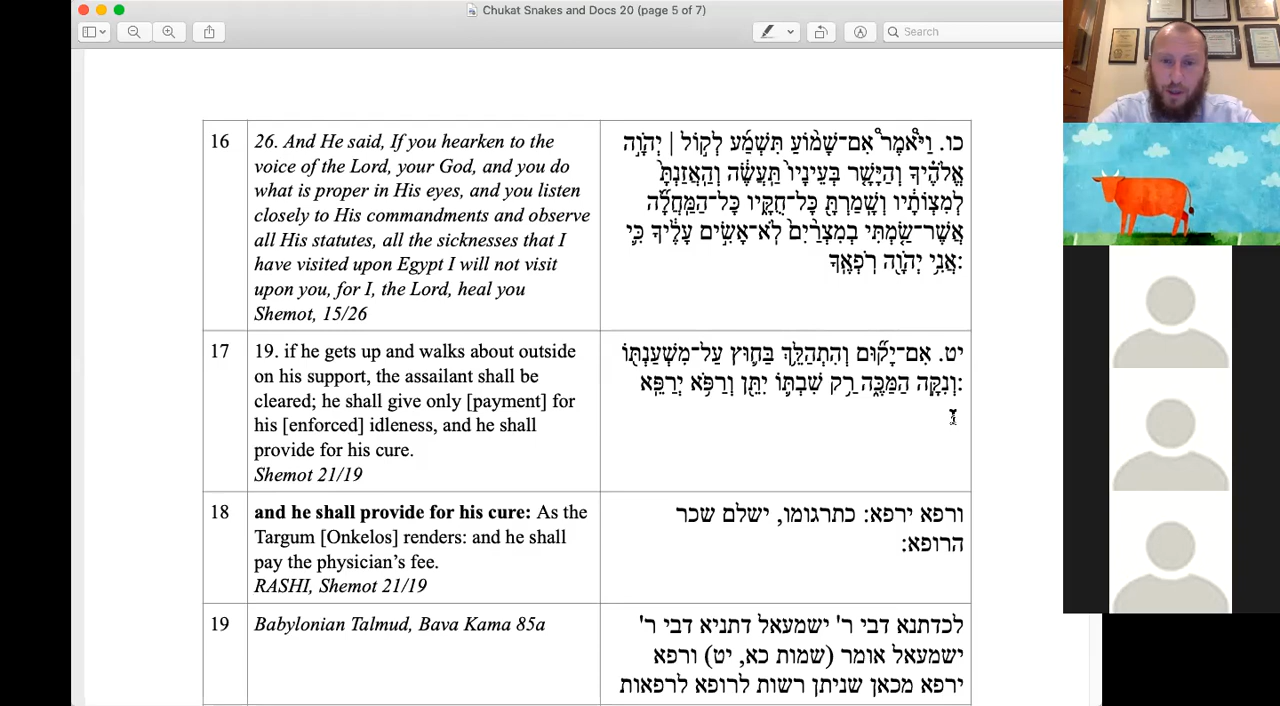 Chukat Snakes and Docs 20 (page 5 of 7)
Search
16
26. And He said, If you hearken to the
voice of the Lord, your God, and you do
what is proper in His eyes, and you listen
closely to His commandments and observe
all His statutes, all the sicknesses that I
have visited upon Egypt I will not visit
upon you, for I, the Lord, heal you
Shemot, 15/26
כו. וַיֹּ֩אמֶר֩ אִם־שָׁמ֨וֹעַ תִּשְׁמַ֜ע לְק֣וֹל | יְהֹוָ֣ה
אֱלֹהֶ֗יךָ וְהַיָּשָׁ֤ר בְּעֵינָיו֙ תַּֽעֲשֶׂ֔ה וְהַֽאֲזַנְתָּ֙
לְמִצְוֹתָ֔יו וְשָֽׁמַרְתָּ֖ כָּל־חֻקָּ֑יו כָּל־הַמַּֽחֲלָ֞ה
אֲשֶׁר־שַׂ֤מְתִּי בְמִצְרַ֨יִם֙ לֹֽא־אָשִׂ֣ים עָלֶ֔יךָ כִּ֛י
אֲנִ֥י יְהֹוָ֖ה רֹֽפְאֶֽךָ:
17
19. if he gets up and walks about outside
on his support, the assailant shall be
cleared; he shall give only [payment] for
his [enforced] idleness, and he shall
provide for his cure.
Shemot 21/19
יט. אִם־יָק֞וּם וְהִתְהַלֵּ֥ךְ בַּח֛וּץ עַל־מִשְׁעַנְתּ֖וֹ
וְנִקָּ֣ה הַמַּכֶּ֑ה רַ֥ק שִׁבְתּ֛וֹ יִתֵּ֖ן וְרַפֹּ֥א יְרַפֵּֽא:
18
and he shall provide for his cure: As the
Targum [Onkelos] renders: and he shall
pay the physician’s fee.
RASHI, Shemot 21/19
ורפא ירפא: כתרגומו, ישלם שכר
הרופא:
19
Babylonian Talmud, Bava Kama 85a
לכדתנא דבי ר' ישמעאל דתניא דבי ר'
ישמעאל אומר (שמות כא, יט) ורפא
ירפא מכאן שניתן רשות לרופא לרפאות